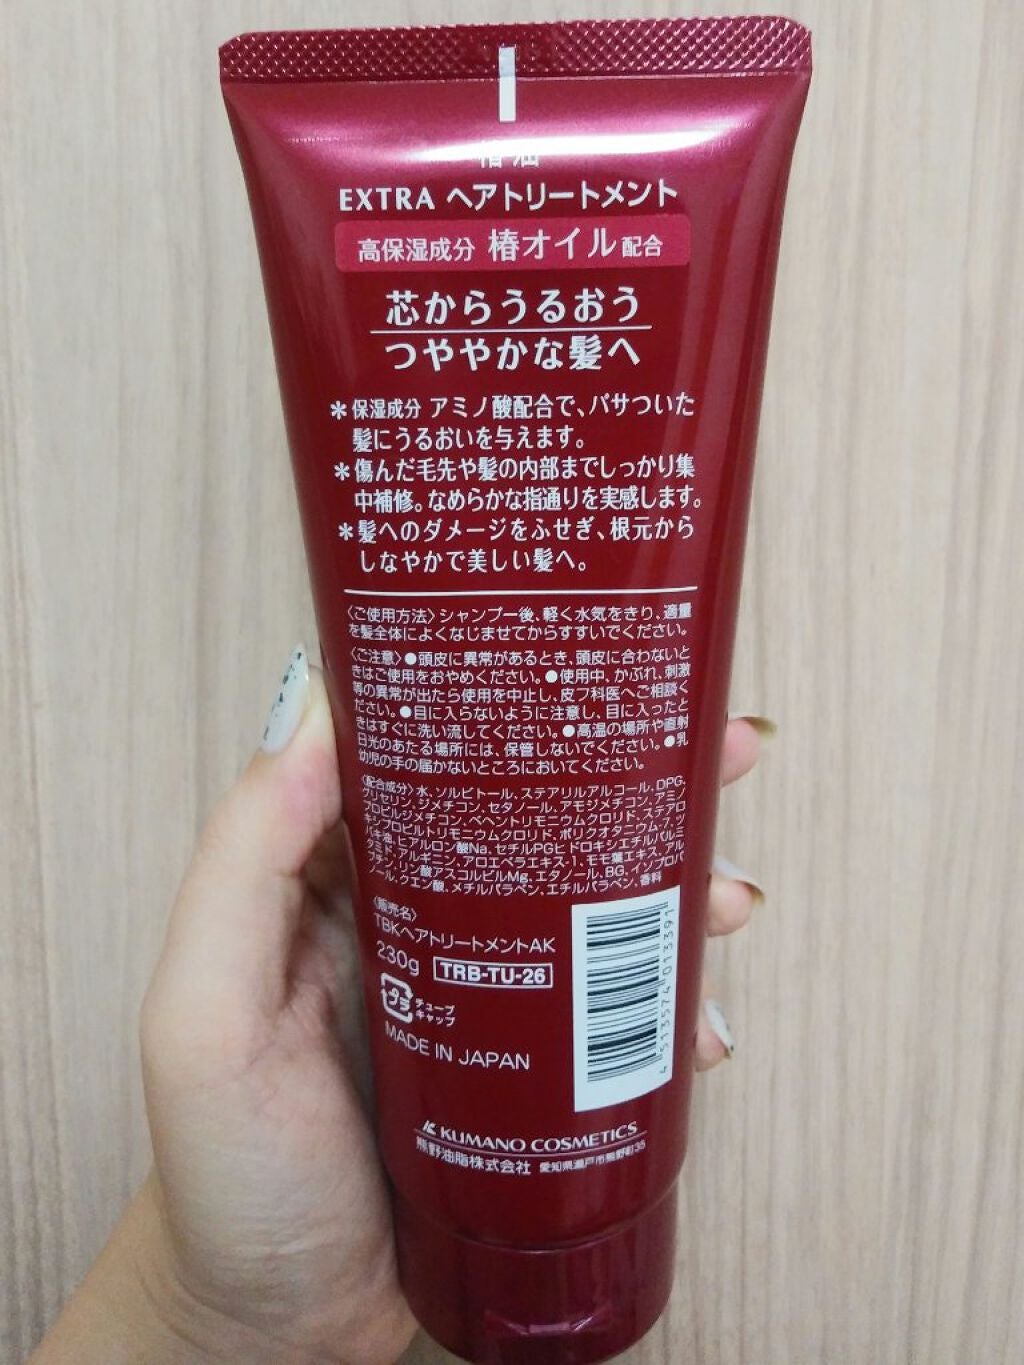 椿油
EXTRA ヘアトリートメント
高保湿成分 椿オイル配合
芯からうるおう
つややかな髪へ
＊保湿成分 アミノ酸配合で、パサついた
髪にうるおいを与えます。
＊傷んだ毛先や髪の内部までしっかり集
中補修。なめらかな指通りを実感します。
＊髪へのダメージをふせぎ、根元から
しなやかで美しい髪へ。
〈ご使用方法〉シャンプー後、軽く水気をきり、適量
を髪全体によくなじませてからすすいでください。
〈ご注意〉●頭皮に異常があるとき、頭皮に合わないと
きはご使用をおやめください。●使用中、かぶれ、刺激
等の異常が出たら使用を中止し、皮フ科医へご相談く
ださい。●目に入らないように注意し、目に入ったと
きはすぐに洗い流してください。●高温の場所や直射
日光のあたる場所には、保管しないでください。●乳
幼児の手の届かないところにおいてください。
〈配合成分〉水、ソルビトール、ステアリルアルコール、DPG、
グリセリン、ジメチコン、セタノール、アモジメチコン、アミノ
プロピルジメチコン、ベヘントリモニウムクロリド、ステアロ
キシプロピルトリモニウムクロリド、ポリクオタニウム-7、ツ
バキ油、ヒアルロン酸Na、セチルPGヒドロキシエチルパルミ
タミド、アルギニン、アロエベラエキス-1、モモ葉エキス、アル
ブチン、リン酸アスコルビルMg、エタノール、BG、イソプロパ
ノール、クエン酸、メチルパラベン、エチルパラベン、香料
〈販売名〉
TBKヘアトリートメントAK
230g TRB-TU-26
プラ チューブ
キャップ
MADE IN JAPAN
4 513574 013391
KUMANO COSMETICS
熊野油脂株式会社 愛知県瀬戸市熊野町35